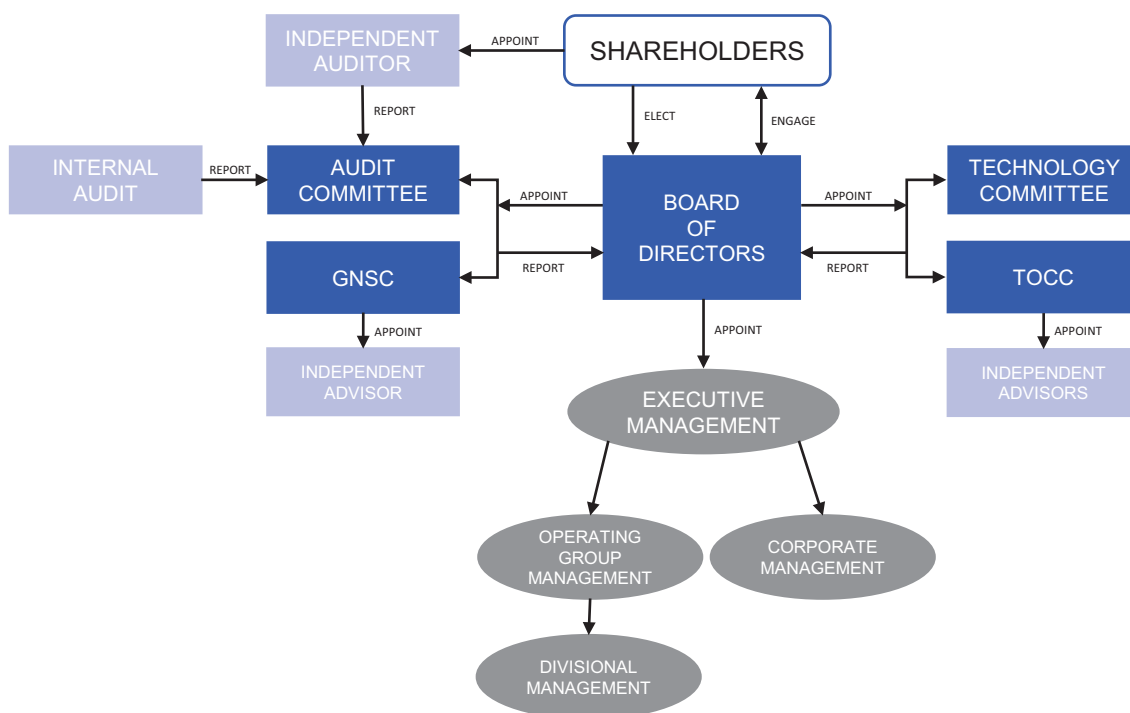 INDEPENDENT
AUDITOR
APPOINT
SHAREHOLDERS
REPORT
ELECT
ENGAGE
INTERNAL
AUDIT
REPORT
AUDIT
COMMITTEE
APPOINT
BOARD
OF
DIRECTORS
APPOINT
TECHNOLOGY
COMMITTEE
GNSC
REPORT
REPORT
TOCC
APPOINT
APPOINT
APPOINT
INDEPENDENT
ADVISOR
INDEPENDENT
ADVISORS
EXECUTIVE
MANAGEMENT
OPERATING
GROUP
MANAGEMENT
CORPORATE
MANAGEMENT
DIVISIONAL
MANAGEMENT